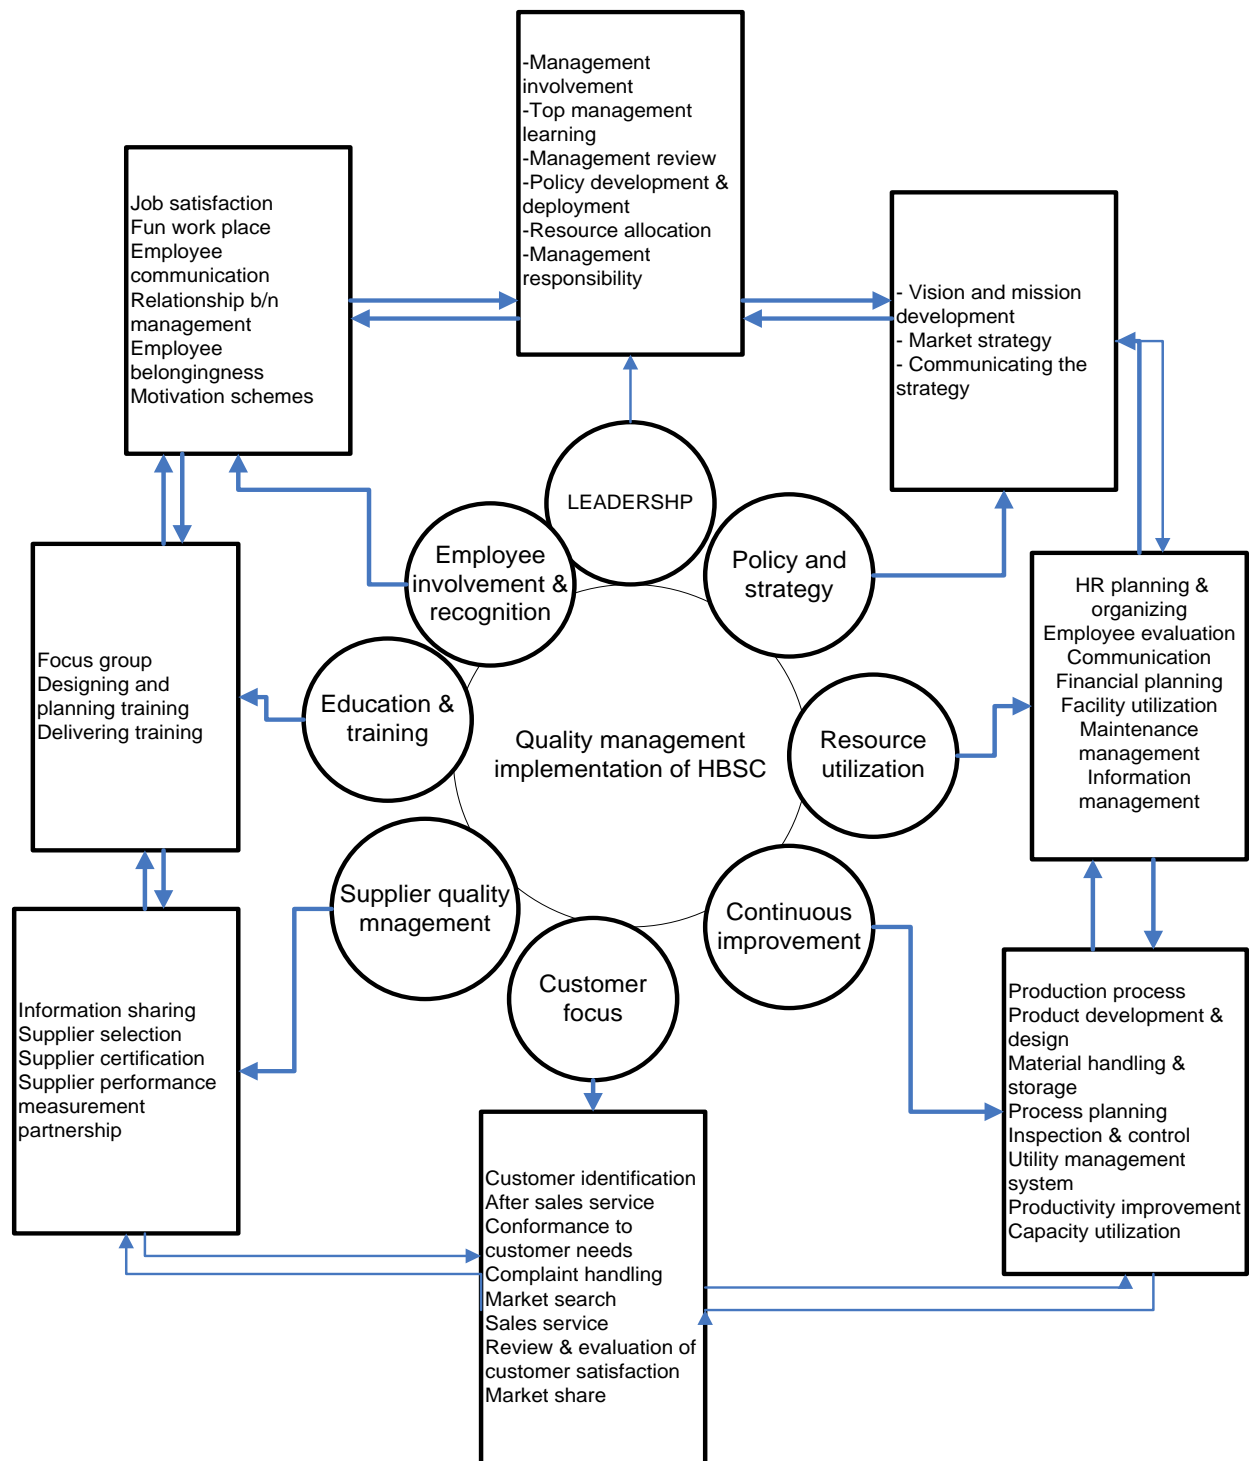 -Management
involvement
-Top management
learning
-Management review
-Policy development &
deployment
-Resource allocation
-Management
responsibility
Job satisfaction
Fun work place
Employee
communication
Relationship b/n
management
Employee
belongingness
Motivation schemes
- Vision and mission
development
- Market strategy
- Communicating the
strategy
LEADERSHP
Employee
involvement &
recognition
Policy and
strategy
HR planning &
organizing
Employee evaluation
Communication
Financial planning
Facility utilization
Maintenance
management
Information
management
Focus group
Designing and
planning training
Delivering training
Education &
training
Quality management
implementation of HBSC
Resource
utilization
Supplier quality
mnagement
Continuous
improvement
Customer
focus
Information sharing
Supplier selection
Supplier certification
Supplier performance
measurement
partnership
Production process
Product development &
design
Material handling &
storage
Process planning
Inspection & control
Utility management
system
Productivity improvement
Capacity utilization
Customer identification
After sales service
Conformance to
customer needs
Complaint handling
Market search
Sales service
Review & evaluation of
customer satisfaction
Market share